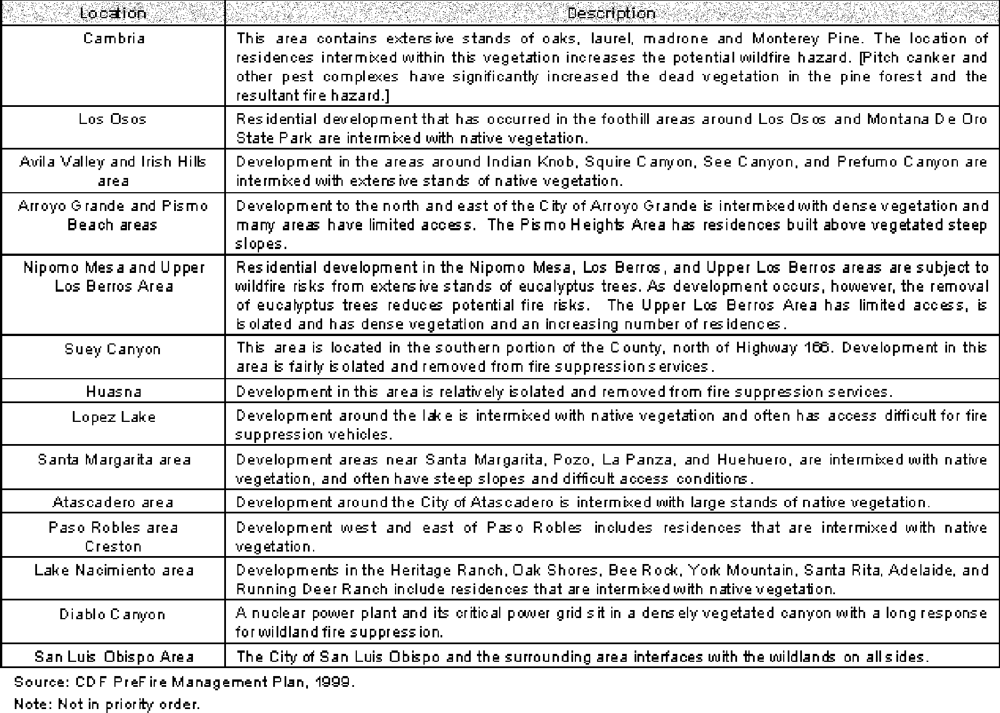 Location Description
Cambria
This area contains extensive stands of oaks, laurel, madrone and Monterey Pine. The location of
residences intermixed within this vegetation increases the potential wildfire hazard. [Pitch canker and
other pest complexes have significantly increased the dead vegetation in the pine forest and the
resultant fire hazard.]
Los Osos
Residential development that has occurred in the foothill areas around Los Osos and Montana De Oro
State Park are intermixed with native vegetation.
Avila Valley and Irish Hills
area
Development in the areas around Indian Knob, Squire Canyon, See Canyon, and Prefumo Canyon are
intermixed with extensive stands of native vegetation.
Arroyo Grande and Pismo
Beach areas
Development to the north and east of the City of Arroyo Grande is intermixed with dense vegetation and
many areas have limited access. The Pismo Heights Area has residences built above vegetated steep
slopes.
Nipomo Mesa and Upper
Los Berros Area
Residential development in the Nipomo Mesa, Los Berros, and Upper Los Berros areas are subject to
wildfire risks from extensive stands of eucalyptus trees. As development occurs, however, the removal
of eucalyptus trees reduces potential fire risks. The Upper Los Berros Area has limited access, is
isolated and has dense vegetation and an increasing number of residences.
Suey Canyon
This area is located in the southern portion of the County, north of Highway 166. Development in this
area is fairly isolated and removed from fire suppression services.
Huasna
Development in this area is relatively isolated and removed from fire suppression services.
Lopez Lake
Development around the lake is intermixed with native vegetation and often has access difficult for fire
suppression vehicles.
Santa Margarita area
Development areas near Santa Margarita, Pozo, La Panza, and Huehuero, are intermixed with native
vegetation, and often have steep slopes and difficult access conditions.
Atascadero area
Development around the City of Atascadero is intermixed with large stands of native vegetation.
Paso Robles area
Creston
Development west and east of Paso Robles includes residences that are intermixed with native
vegetation.
Lake Nacimiento area
Developments in the Heritage Ranch, Oak Shores, Bee Rock, York Mountain, Santa Rita, Adelaide, and
Running Deer Ranch include residences that are intermixed with native vegetation.
Diablo Canyon
A nuclear power plant and its critical power grid sit in a densely vegetated canyon with a long response
for wildland fire suppression.
San Luis Obispo Area
The City of San Luis Obispo and the surrounding area interfaces with the wildlands on all sides.
Source: CDF PreFire Management Plan, 1999.
Note: Not in priority order.